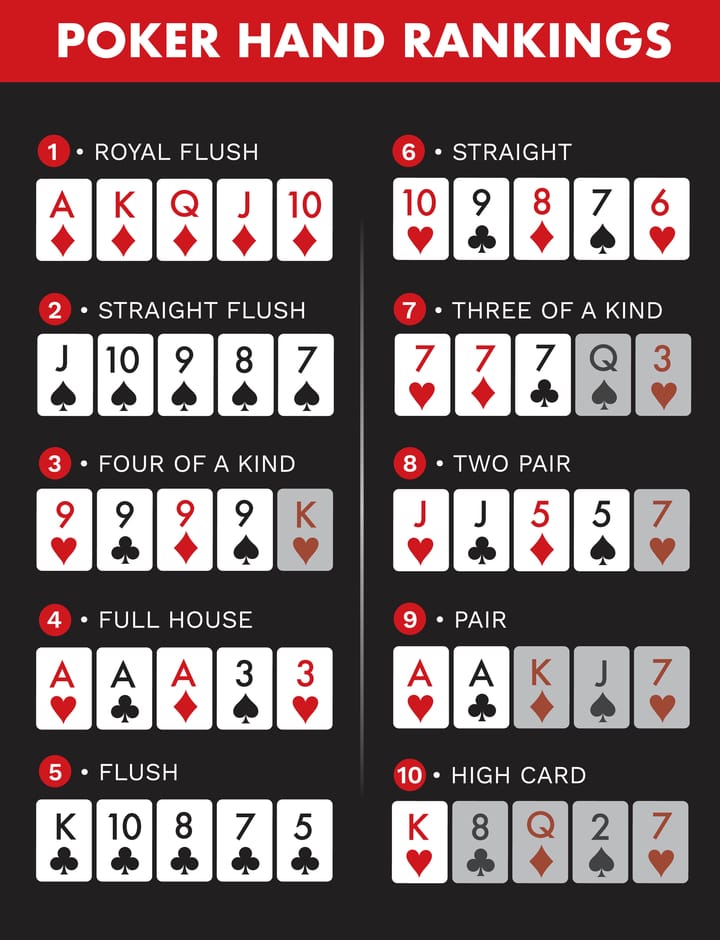 POKER HAND RANKINGS
1 • ROYAL FLUSH
A K Q J 10
2 • STRAIGHT FLUSH
J 10 9 8 7
3 • FOUR OF A KIND
9 9 9 9 K
4 • FULL HOUSE
A A A 3 3
5 • FLUSH
K 10 8 7 5
6 • STRAIGHT
10 9 8 7 6
7 • THREE OF A KIND
7 7 7 Q 3
8 • TWO PAIR
J J 5 5 7
9 • PAIR
A A K J 7
10 • HIGH CARD
K 8 Q 2 7